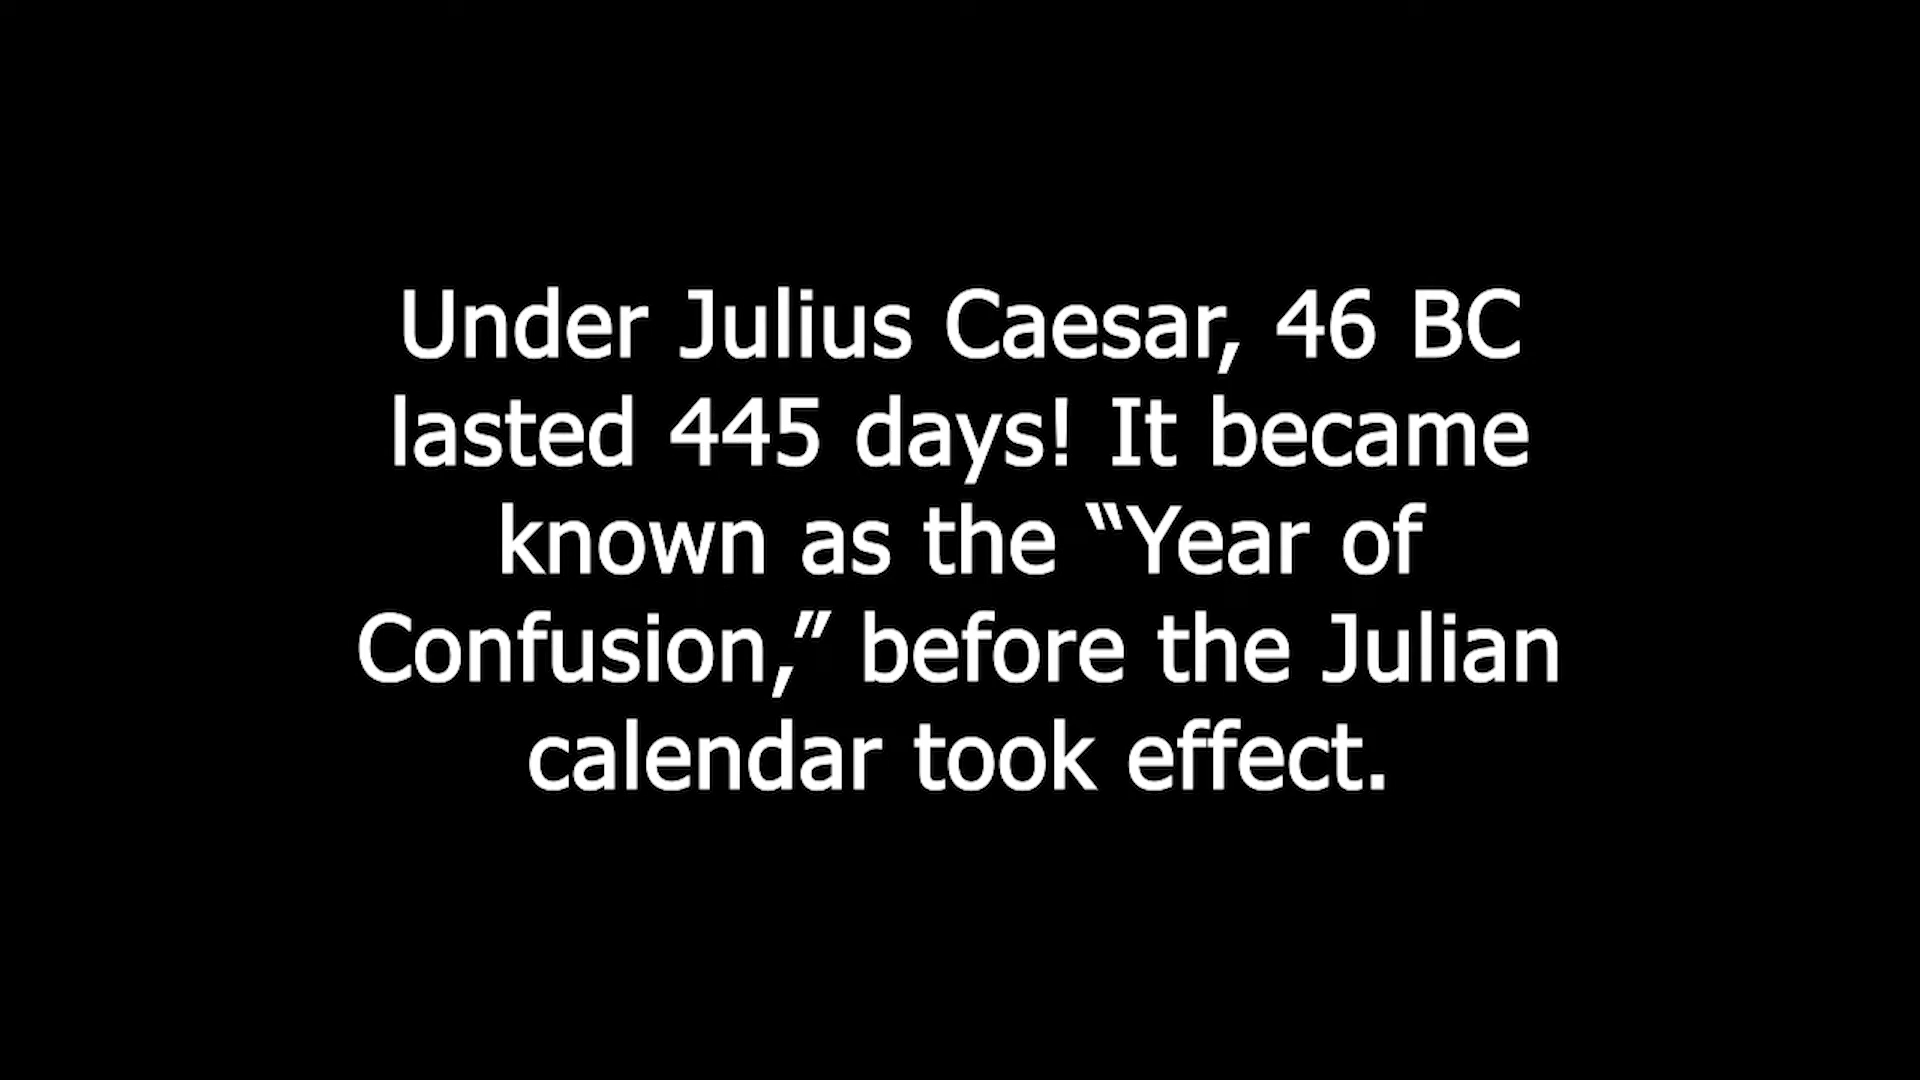 Under Julius Caesar, 46 BC
lasted 445 days! It became
known as the “Year of
Confusion,” before the Julian
calendar took effect.